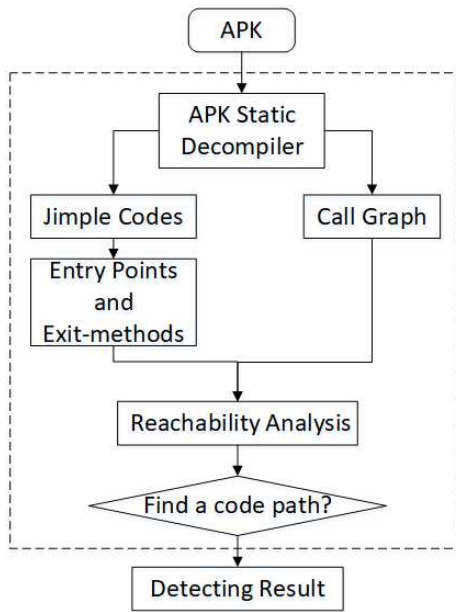 APK
APK Static
Decompiler
Jimple Codes
Call Graph
Entry Points
and
Exit-methods
Reachability Analysis
Find a code path?
Detecting Result